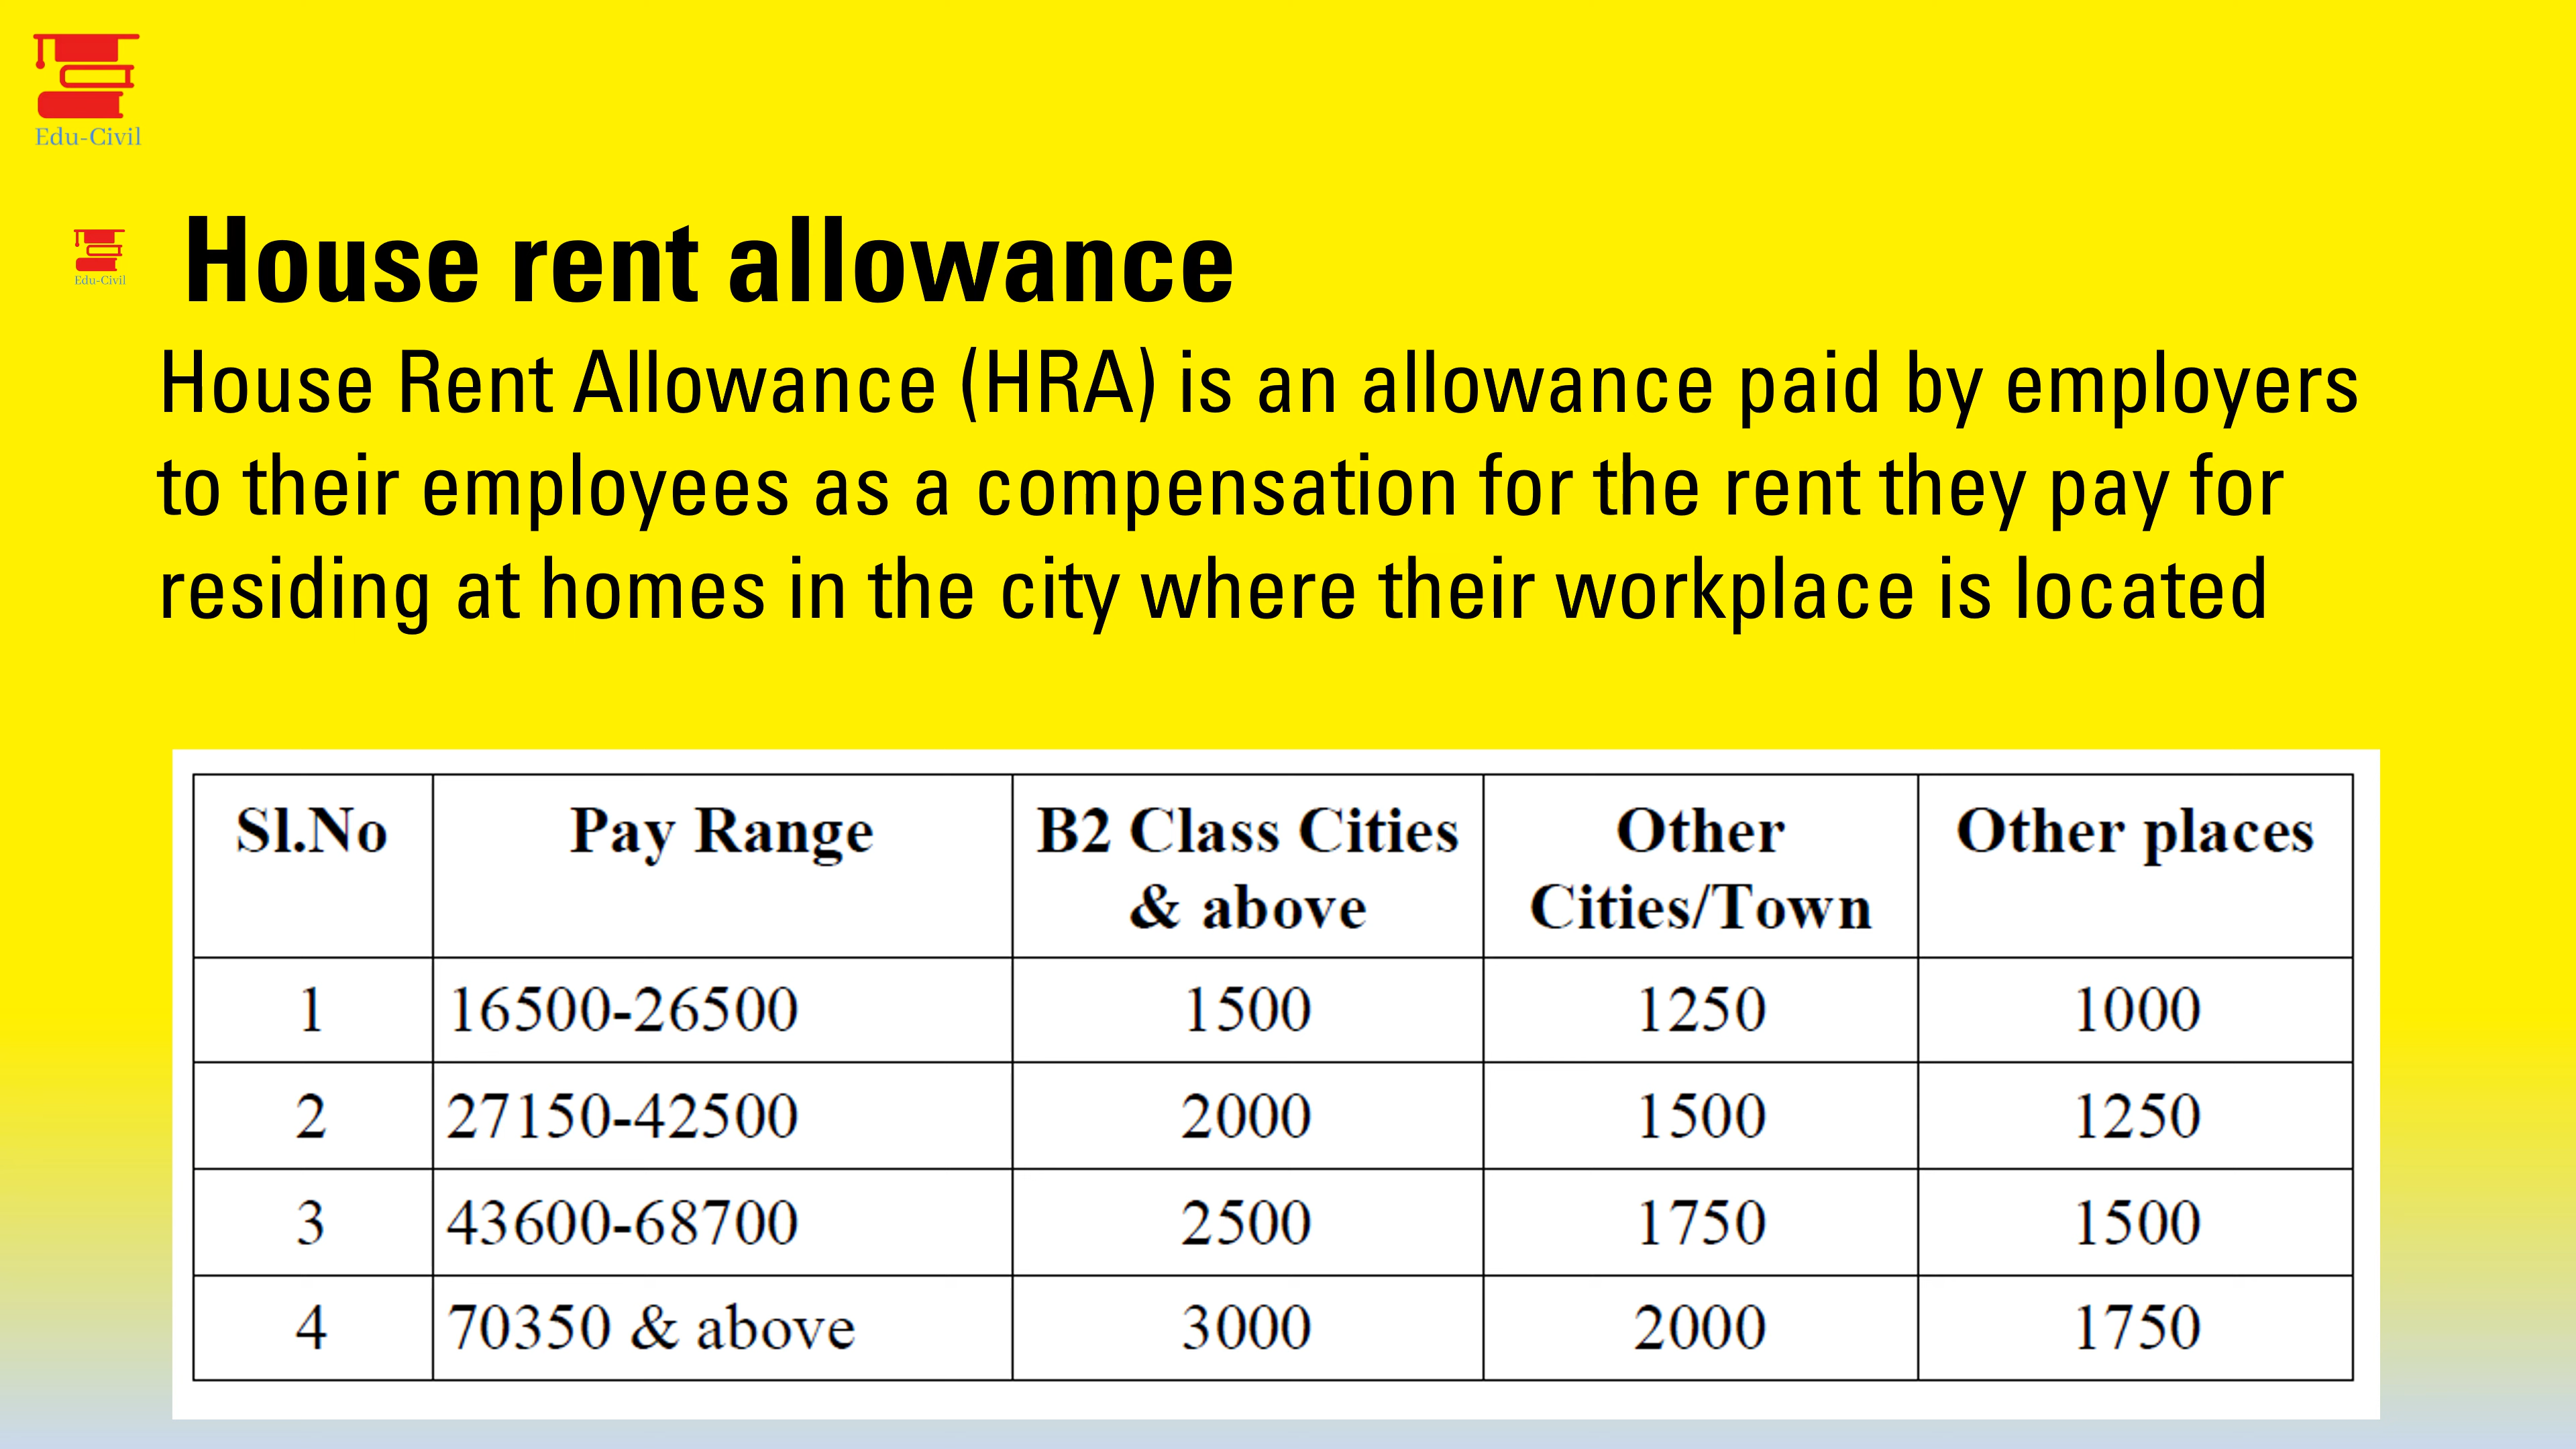 Edu-Civil
Edu-Civil
House rent allowance
House Rent Allowance (HRA) is an allowance paid by employers
to their employees as a compensation for the rent they pay for
residing at homes in the city where their workplace is located
Sl.No Pay Range B2 Class Cities & above Other Cities/Town Other places
1 16500-26500 1500 1250 1000
2 27150-42500 2000 1500 1250
3 43600-68700 2500 1750 1500
4 70350 & above 3000 2000 1750